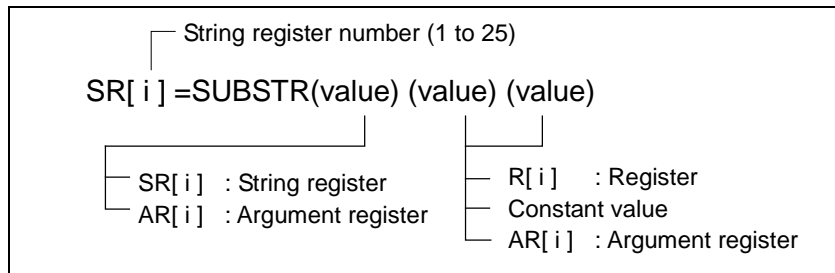 String register number (1 to 25)
SR[ i ] =SUBSTR(value) (value) (value)
SR[ i ] : String register
AR[ i ] : Argument register
R[ i ] : Register
Constant value
AR[ i ] : Argument register